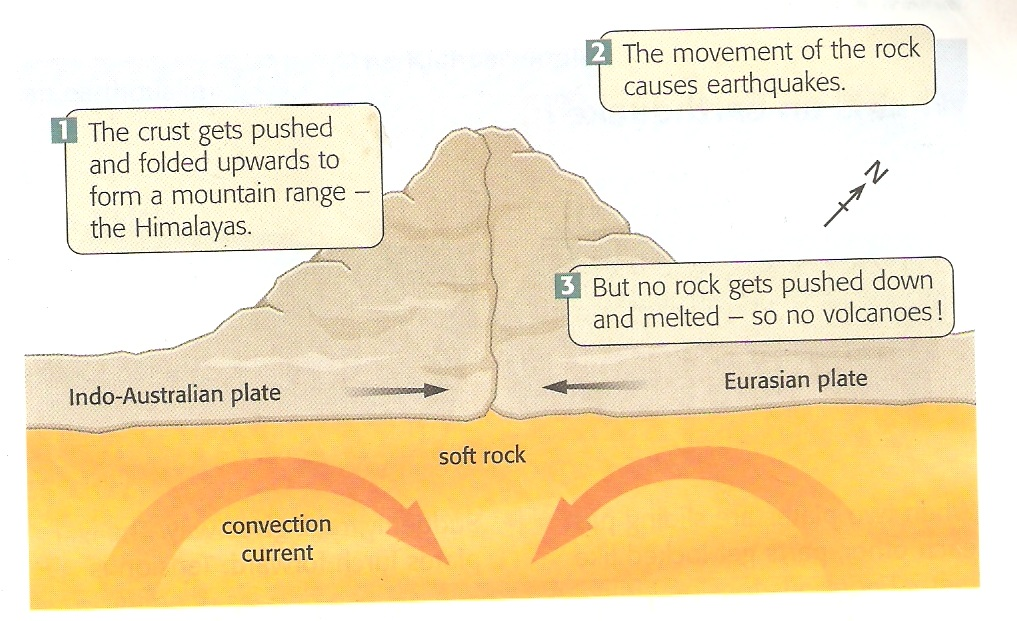 1 The crust gets pushed
and folded upwards to
form a mountain range –
the Himalayas.
2 The movement of the rock
causes earthquakes.
N
3 But no rock gets pushed down
and melted – so no volcanoes!
Indo-Australian plate
Eurasian plate
soft rock
convection
current